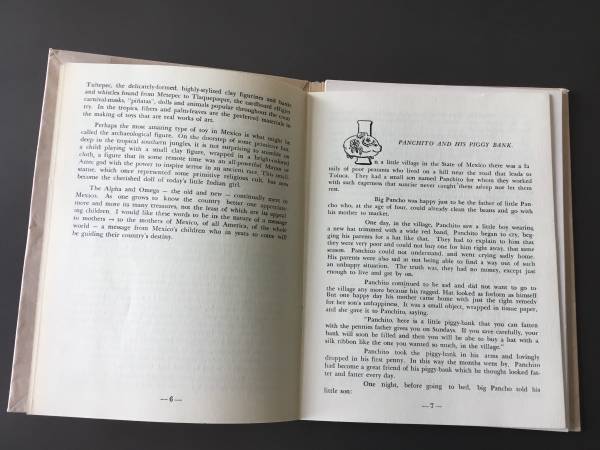 Tultepec, the delicately-formed, highly-stylized clay figurines and banks
and whistles found from Metepec to Tlaquepaque, the cardboard effigies
carnival-masks, "piñatas", dolls and animals popular throughout the coun-
try. In the tropics, fibers and palm-leaves are the preferred materials in
the making of toys that are real works of art.
Perhaps the most amazing type of toy in Mexico is what might be
called the archaeological figure. On the doorstep of some primitive hut,
deep in the tropical southern jungles, it is not surprising to stumble on
a child playing with a small clay figure, wrapped in a bright-colored
cloth, a figure that in some remote time was an all-powerful Mayan or
Aztec god with the power to inspire sense in an ancient race. This small
statue, which once represented some primitive religious cult, has now
become the cherished doll of today's little Indian girl.
The Alpha and Omega — the old and new — continually meet in
Mexico. As one grows to know the country better one appreciates
more and more its many treasures, not the least of which are its appeal-
ing children. I would like these words to be in the nature of a message
to mothers — to the mothers of Mexico, of all America, of the whole
world — a message from Mexico's children who in years to come will
be guiding their country's destiny.
— 6 —
PANCHITO AND HIS PIGGY BANK.
In a little village in the State of Mexico there was a fa-
mily of poor peasants who lived on a hill near the road that leads to
Toluca. They had a small son named Panchito for whom they worked
with such eagerness that sunrise never caught them asleep nor let them
rest.
Big Pancho was happy just to be the father of little Pan-
cho who, at the age of four, could already clean the beans and go with
his mother to market.
One day, in the village, Panchito saw a little boy wearing
a new hat trimmed with a wide red band, Panchito began to cry, beg-
ging his parents for a hat like that. They had to explain to him that
they were very poor and could not buy one for him right away, that same
season. Panchito could not understand, and went crying sadly home.
His parents were also sad at not being able to find a way out of such
an unhappy situation. The truth was, they had no money, except just
enough to live and get by on.
Panchito continued to be sad and did not want to go to
the village any more because his ragged. Hat looked as forlorn as himself
But one happy day his mother came home with just the right remedy
for her son's unhappiness. It was a small object, wrapped in tissue paper,
and she gave it to Panchito, saying.
"Panchito, here is a little piggy-bank that you can fatten
with the pennies father gives you on Sundays. If you save carefully, your
bank will soon be filled and then you will be able to buy a hat with a
silk ribbon like the one you wanted so much, in the village."
Panchito took the piggy-bank in his arms and lovingly
dropped in his first penny. In this way the months went by. Panchito
had become a great friend of his piggy-bank which he thought looked fat-
ter and fatter every day.
One night, before going to bed, big Pancho told his
little son:
— 7 —